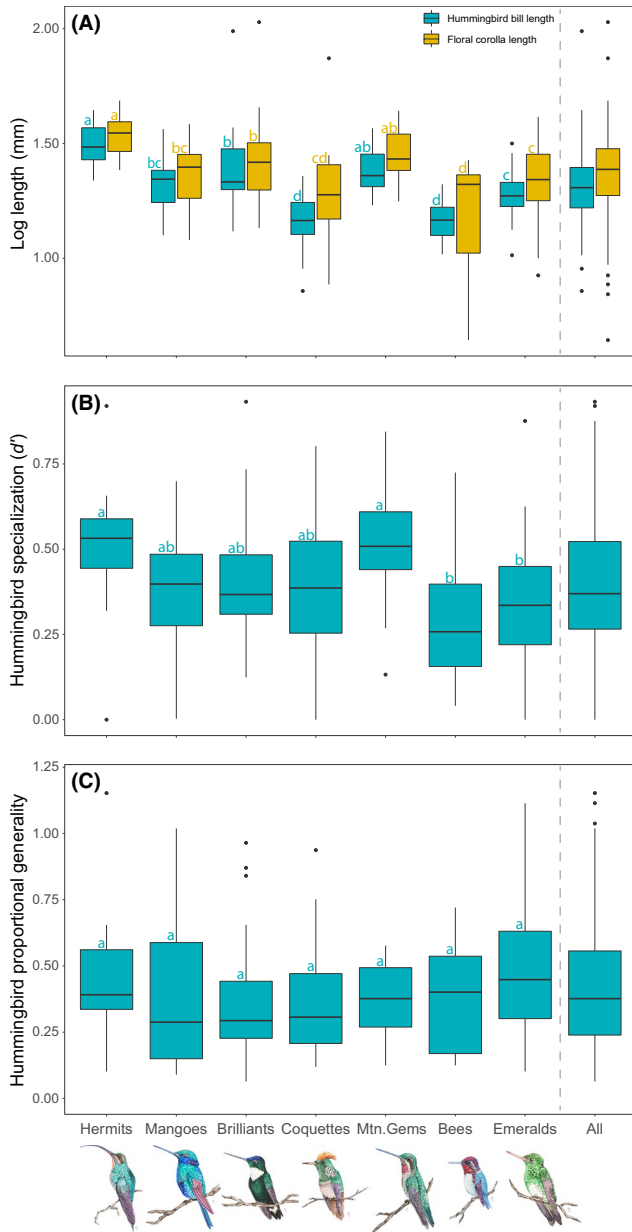 (A)
Hummingbird bill length
Floral corolla length
Log length (mm)
2.00
1.50
1.00
a a bc bc b b d cd ab ab d d c c
(B)
Hummingbird specialization (d′)
0.75
0.50
0.25
0.00
a ab ab ab a b b
(C)
Hummingbird proportional generality
1.25
1.00
0.75
0.50
0.25
0.00
a a a a a a a
Hermits Mangoes Brilliants Coquettes Mtn.Gems Bees Emeralds All